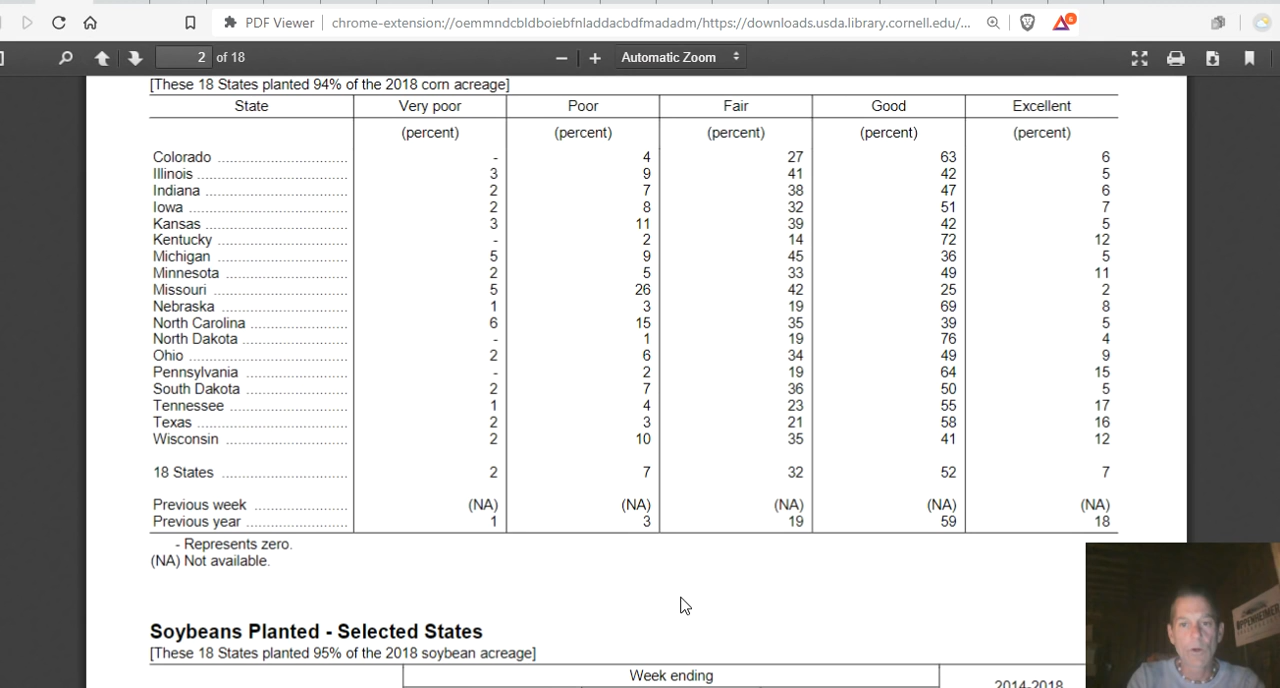 PDF Viewer chrome-extension://oemmndcbldboiebfnladdacbdfmadadm/https://downloads.usda.library.cornell.edu/... 6
2 of 18 Automatic Zoom
[These 18 States planted 94% of the 2018 corn acreage]
State Very poor Poor Fair Good Excellent
(percent) (percent) (percent) (percent) (percent)
Colorado ............................... - 4 27 63 6
Illinois .................................... 3 9 41 42 5
Indiana .................................. 2 7 38 47 6
Iowa ...................................... 2 8 32 51 7
Kansas .................................. 3 11 39 42 5
Kentucky ............................... - 2 14 72 12
Michigan ............................... 5 9 45 36 5
Minnesota ............................. 2 5 33 49 11
Missouri ................................ 5 26 42 25 2
Nebraska .............................. 1 3 19 69 8
North Carolina ....................... 6 15 35 39 5
North Dakota ......................... - 1 19 76 4
Ohio ...................................... 2 6 34 49 9
Pennsylvania ........................ - 2 19 64 15
South Dakota ........................ 2 7 36 50 5
Tennessee ............................ 1 4 23 55 17
Texas .................................... 2 3 21 58 16
Wisconsin ............................. 2 10 35 41 12
18 States .............................. 2 7 32 52 7
Previous week ...................... (NA) (NA) (NA) (NA) (NA)
Previous year ........................ 1 3 19 59 18
- Represents zero.
(NA) Not available.
OPPENHEIMER
Soybeans Planted - Selected States
[These 18 States planted 95% of the 2018 soybean acreage]
Week ending
2014-2018